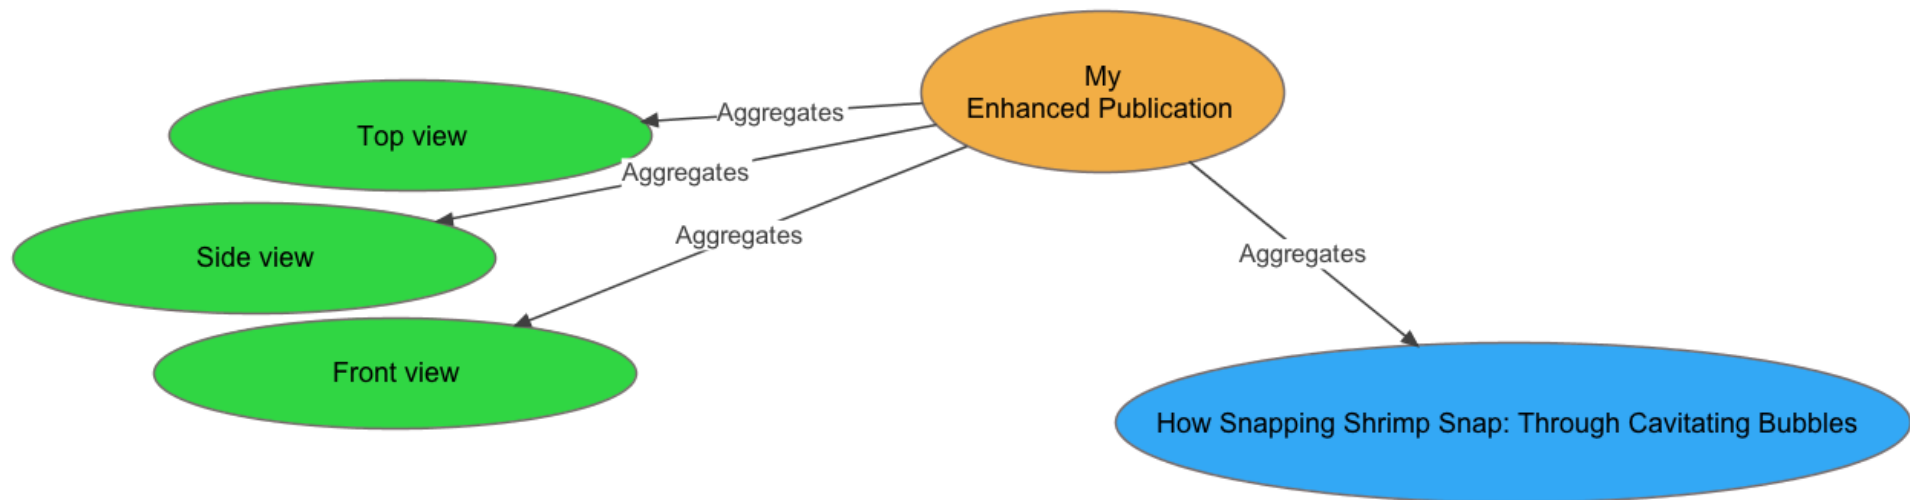 My
Enhanced Publication
Aggregates
Top view
Aggregates
Side view
Aggregates
Aggregates
Front view
How Snapping Shrimp Snap: Through Cavitating Bubbles